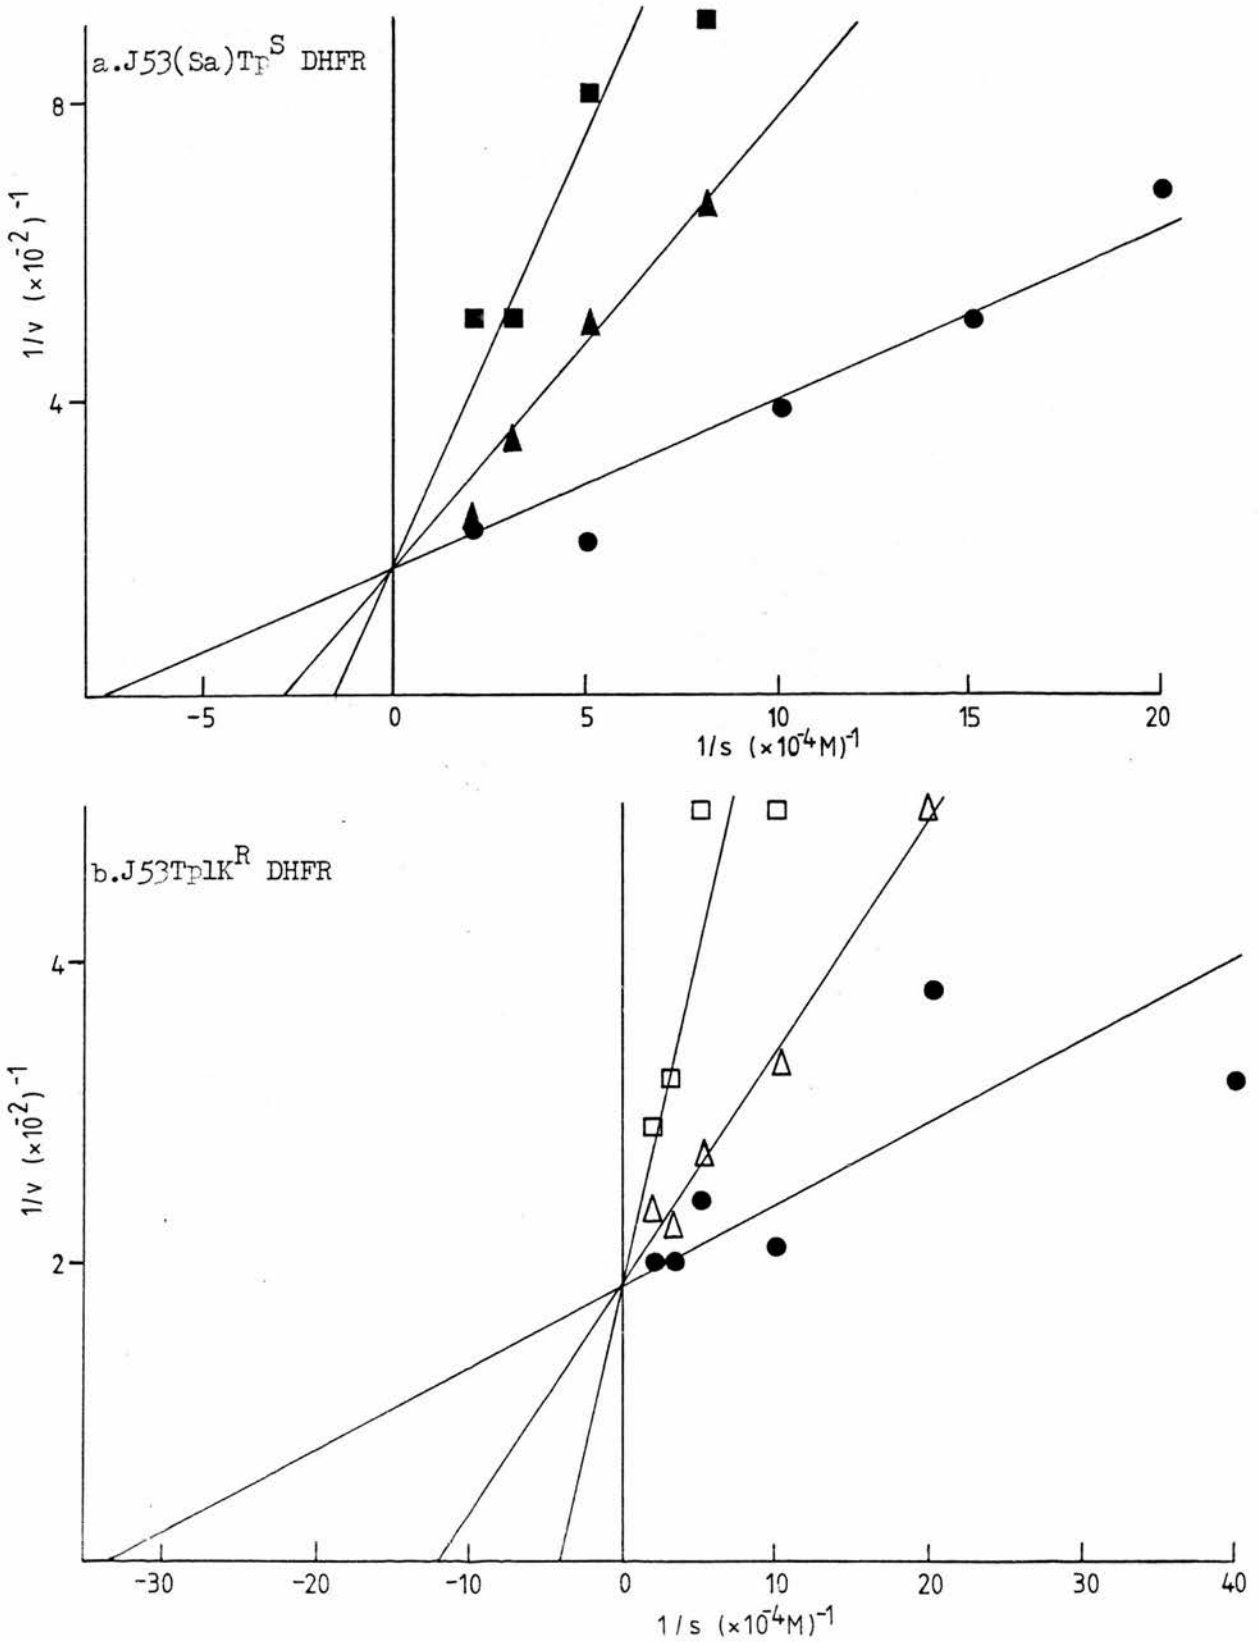 a.J53(Sa)Tp^S DHFR
8
4
1/v (×10^-2)^-1
-5 0 5 10 15 20
1/s (×10^-4M)^-1
b.J53Tp1K^R DHFR
4
2
1/v (×10^-2)^-1
-30 -20 -10 0 10 20 30 40
1/s (×10^-4M)^-1